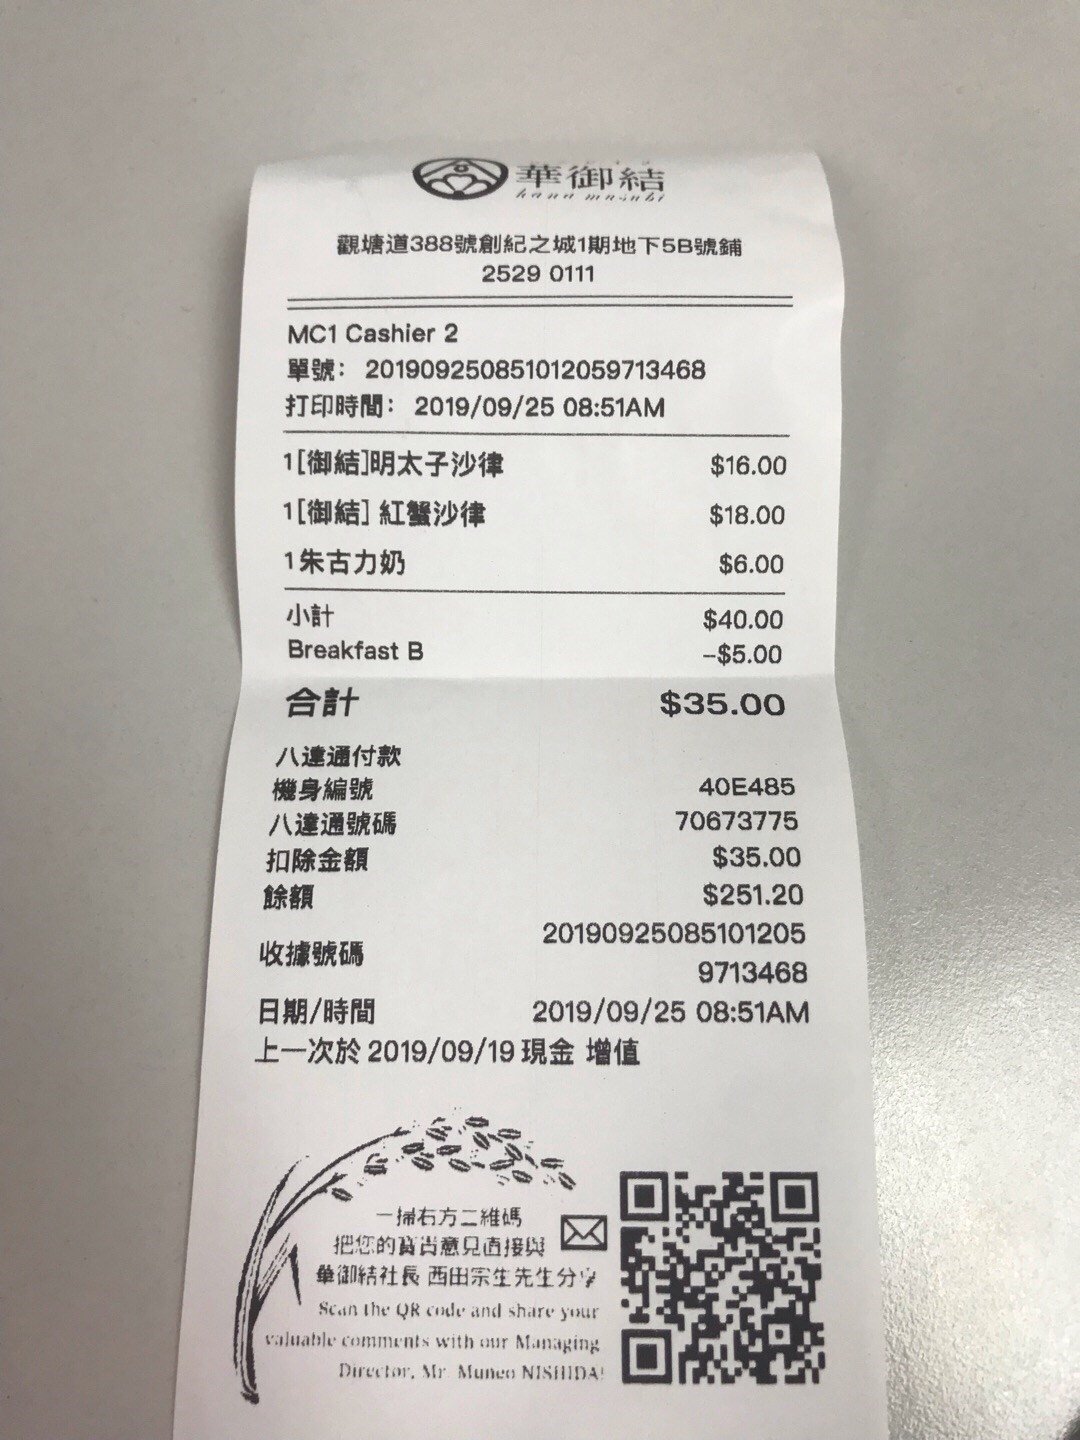 華御結
hana musubi
觀塘道388號創紀之城1期地下5B號鋪
2529 0111
MC1 Cashier 2
單號： 2019092508510120597​13468
打印時間： 2019/09/25 08:51AM
1[御結]明太子沙律 $16.00
1[御結] 紅蟹沙律 $18.00
1朱古力奶 $6.00
小計 $40.00
Breakfast B -$5.00
合計 $35.00
八達通付款
機身編號 40E485
八達通號碼 70673775
扣除金額 $35.00
餘額 $251.20
收據號碼 20190925085101205
9713468
日期/時間 2019/09/25 08:51AM
上一次於 2019/09/19 現金 增值
一掃右方二維碼
把您的寶貴意見直接與
華御結社長 西田宗生先生分享
Scan the QR code and share your
valuable comments with our Managing
Director, Mr. Muneo NISHIDA!